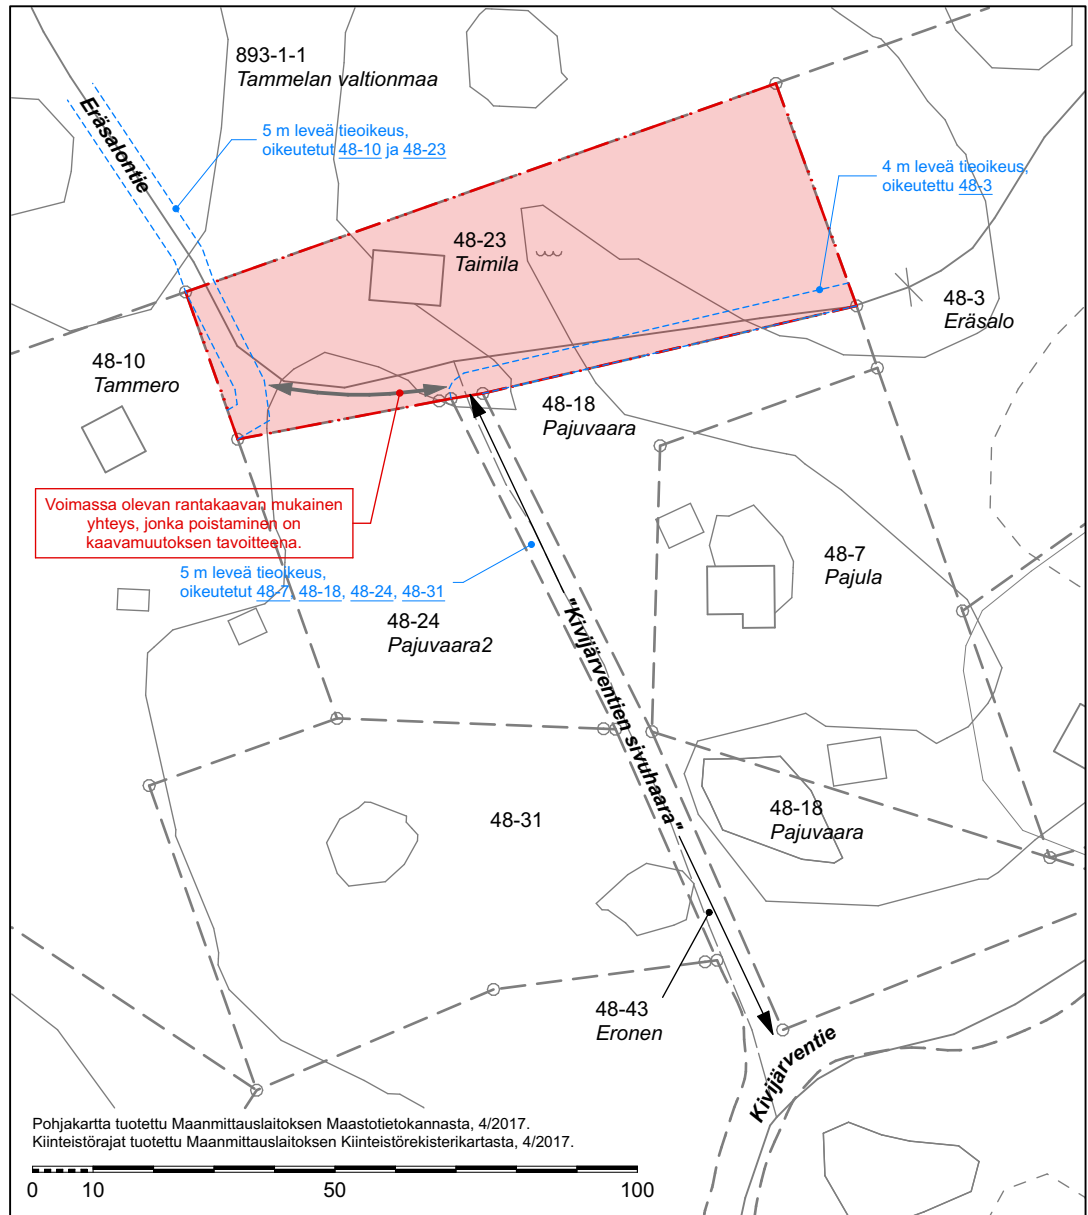 893-1-1
Tammelan valtionmaa
Eräsalontie
5 m leveä tieoikeus,
oikeutetut 48-10 ja 48-23
4 m leveä tieoikeus,
oikeutettu 48-3
48-23
Taimila
48-3
Eräsalo
48-10
Tammero
48-18
Pajuvaara
Voimassa olevan rantakaavan mukainen
yhteys, jonka poistaminen on
kaavamuutoksen tavoitteena.
5 m leveä tieoikeus,
oikeutetut 48-7, 48-18, 48-24, 48-31
48-7
Pajula
48-24
Pajuvaara2
"Kivijärventien sivuhaara"
48-31
48-18
Pajuvaara
48-43
Eronen
Kivijärventie
Pohjakartta tuotettu Maanmittauslaitoksen Maastotietokannasta, 4/2017.
Kiinteistörajat tuotettu Maanmittauslaitoksen Kiinteistörekisterikartasta, 4/2017.
0 10 50 100